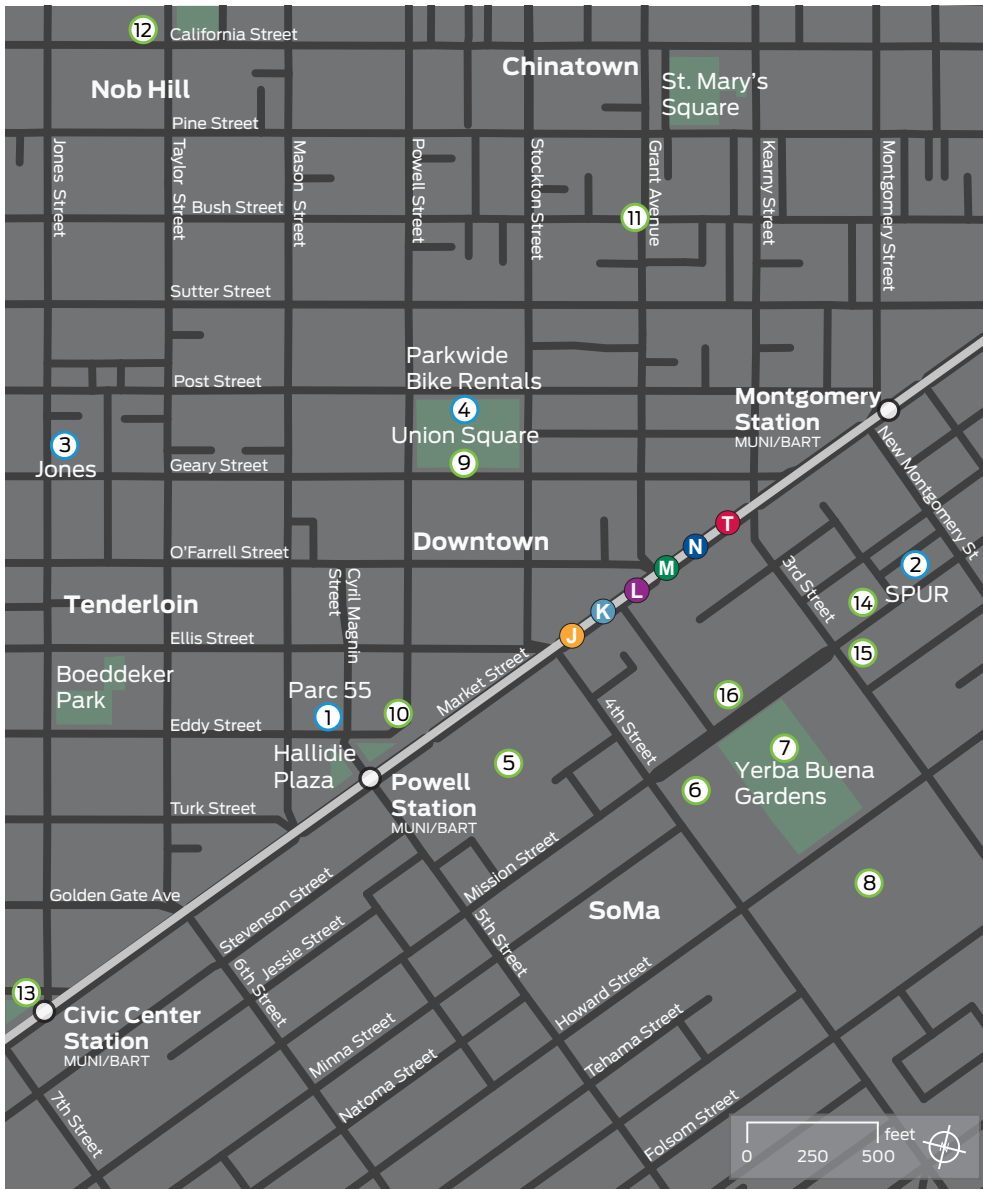 12
California Street
Nob Hill
Chinatown
St. Mary's
Square
Pine Street
Jones Street
Taylor Street
Mason Street
Powell Street
Stockton Street
Grant Avenue
Kearny Street
Montgomery Street
Bush Street
11
Sutter Street
Parkwide
Bike Rentals
Post Street
4
Union Square
9
Montgomery
Station
MUNI/BART
3
Jones
Geary Street
New Montgomery St
T
N
M
L
K
J
O'Farrell Street
Downtown
Cyril Magnin
Street
3rd Street
2
SPUR
14
15
Tenderloin
Ellis Street
Market Street
Boeddeker
Park
Parc 55
1
10
Eddy Street
4th Street
16
Hallidie
Plaza
5
7
Yerba Buena
Gardens
6
Powell
Station
MUNI/BART
Turk Street
Mission Street
8
Golden Gate Ave
Stevenson Street
SoMa
Jessie Street
5th Street
6th Street
Howard Street
13
Civic Center
Station
MUNI/BART
Minna Street
Tehama Street
Natoma Street
7th Street
Folsom Street
feet
0
250
500